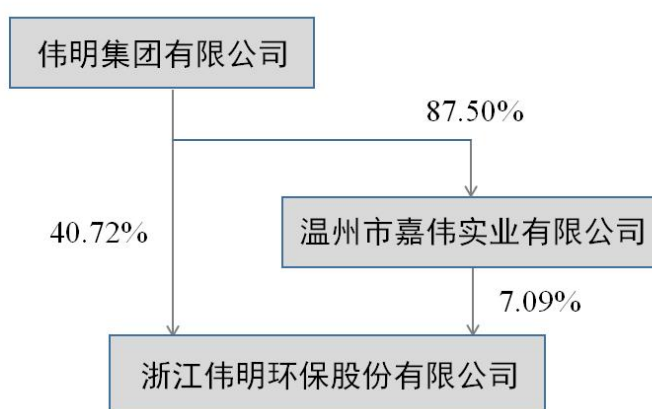 伟明集团有限公司
87.50%
40.72%
温州市嘉伟实业有限公司
7.09%
浙江伟明环保股份有限公司